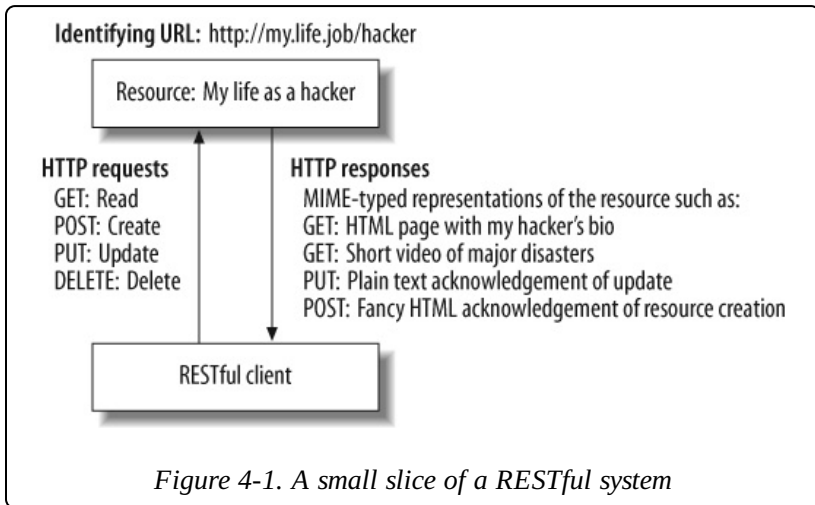 Identifying URL: http://my.life.job/hacker
Resource: My life as a hacker
HTTP requests
GET: Read
POST: Create
PUT: Update
DELETE: Delete
HTTP responses
MIME-typed representations of the resource such as:
GET: HTML page with my hacker's bio
GET: Short video of major disasters
PUT: Plain text acknowledgement of update
POST: Fancy HTML acknowledgement of resource creation
RESTful client
Figure 4-1. A small slice of a RESTful system